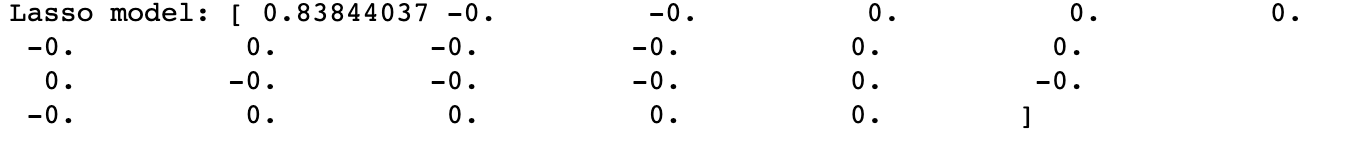 Lasso model: [ 0.83844037 -0. -0. 0. 0. 0.
-0. 0. -0. -0. 0. 0.
0. -0. -0. -0. 0. -0.
-0. 0. 0. 0. 0. ]